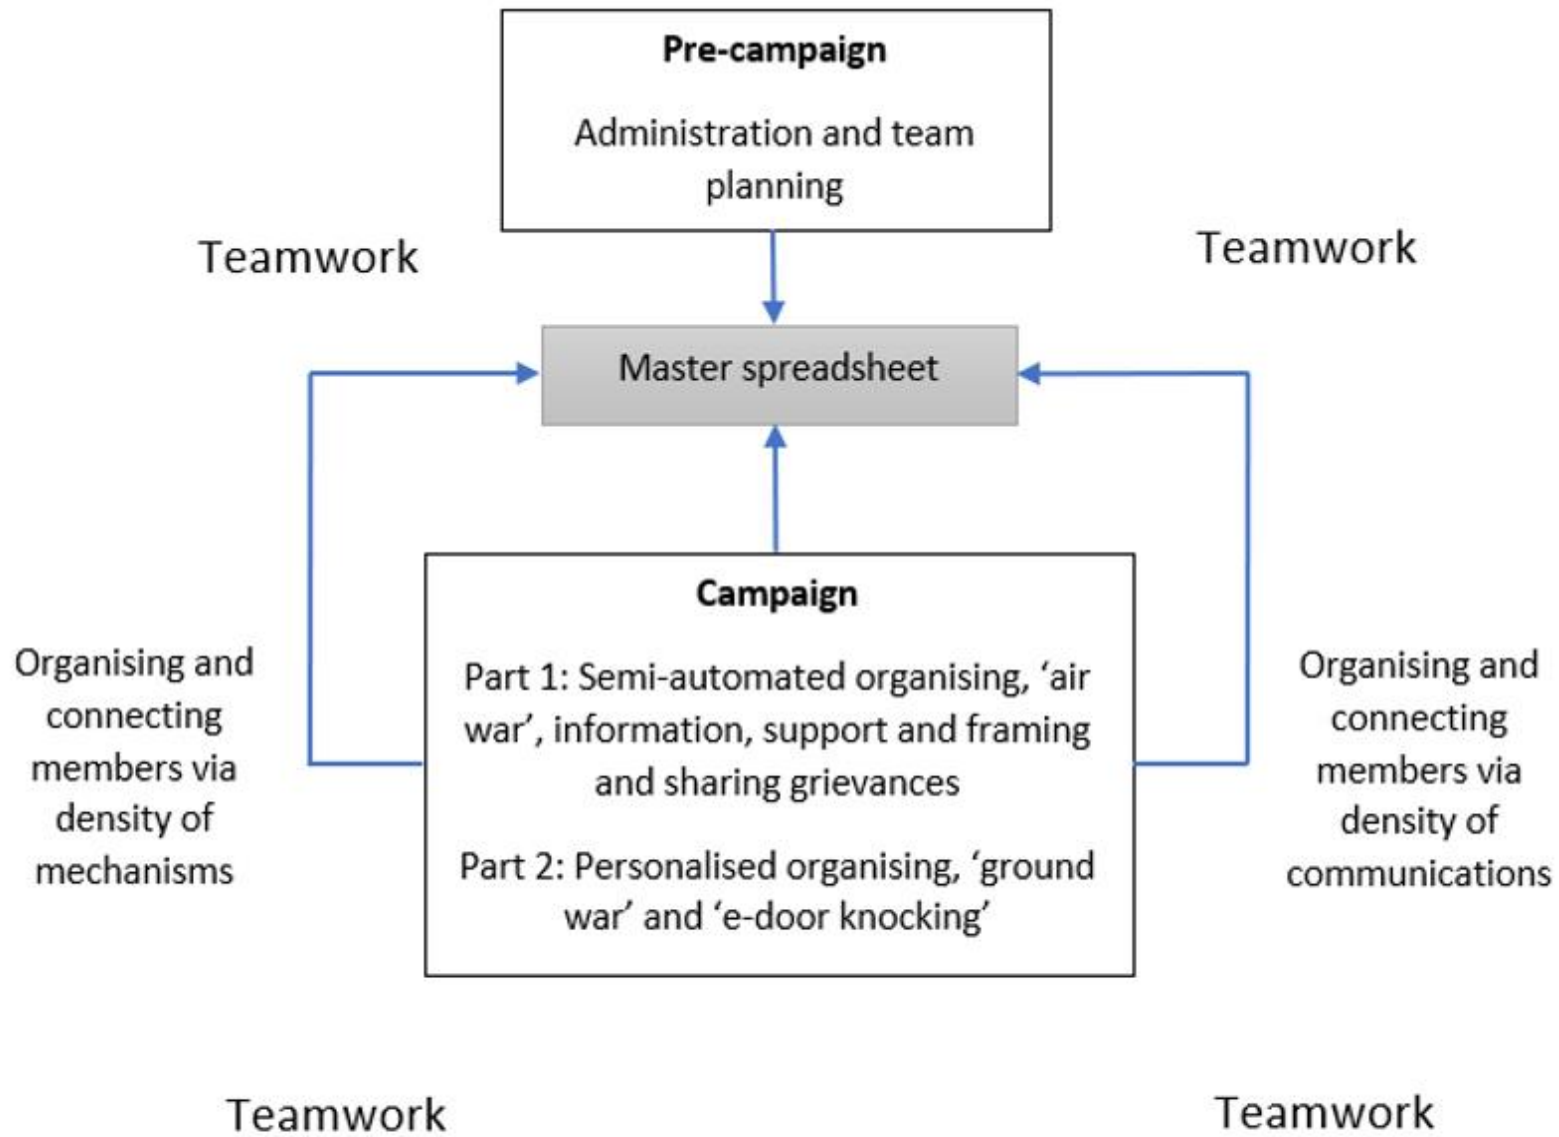 Pre-campaign
Administration and team
planning
Teamwork
Teamwork
Master spreadsheet
Campaign
Part 1: Semi-automated organising, ‘air
war’, information, support and framing
and sharing grievances
Part 2: Personalised organising, ‘ground
war’ and ‘e-door knocking’
Organising and
connecting
members via
density of
mechanisms
Organising and
connecting
members via
density of
communications
Teamwork
Teamwork